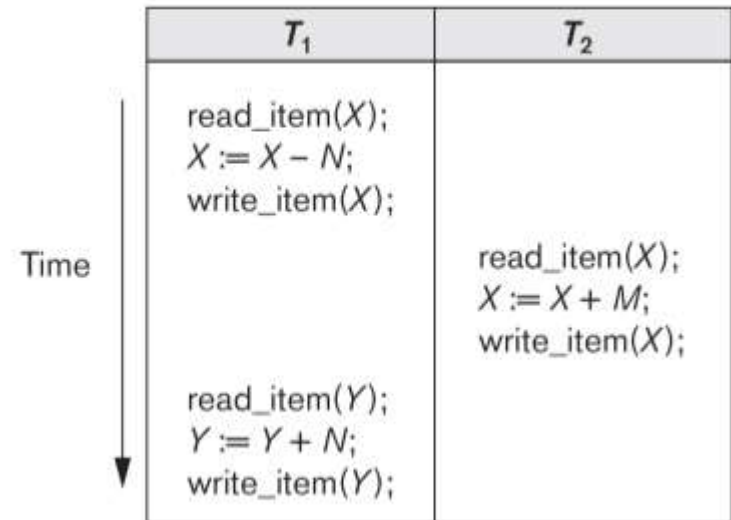 T₁ T₂
read_item(X);
X := X – N;
write_item(X);
Time
read_item(X);
X := X + M;
write_item(X);
read_item(Y);
Y := Y + N;
write_item(Y);